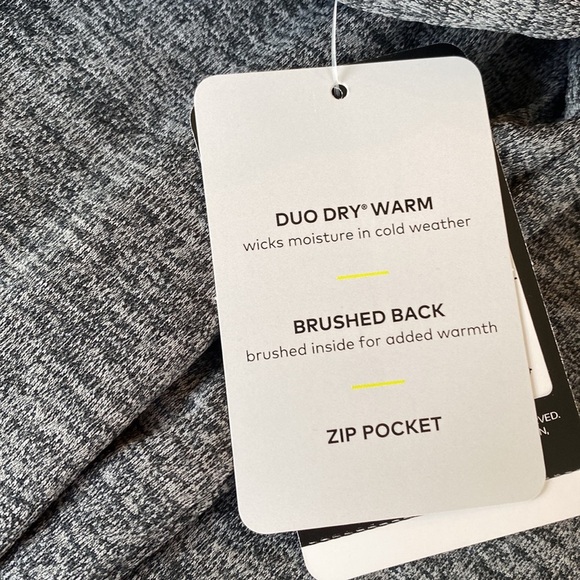 DUO DRY® WARM
wicks moisture in cold weather
BRUSHED BACK
brushed inside for added warmth
ZIP POCKET